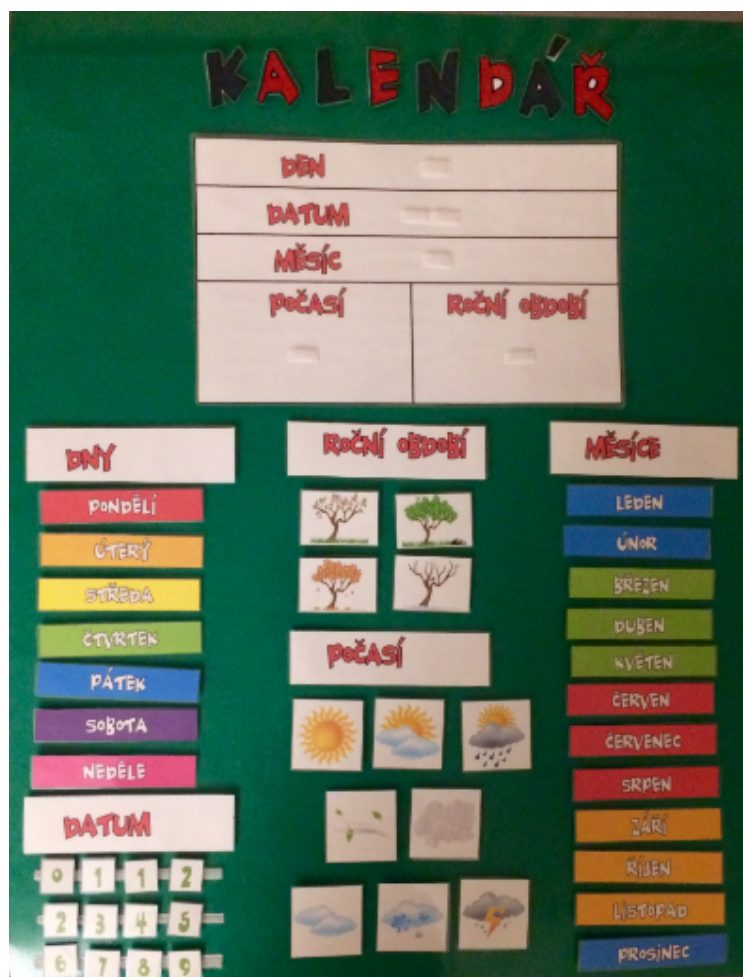 KALENDÁŘ
DEN
DATUM
MĚSÍC
POČASÍ
ROČNÍ OBDOBÍ
DNY
PONDĚLÍ
ÚTERÝ
STŘEDA
ČTVRTEK
PÁTEK
SOBOTA
NEDĚLE
DATUM
0 1 1 2
2 3 4 5
6 7 8 9
ROČNÍ OBDOBÍ
POČASÍ
MĚSÍCE
LEDEN
ÚNOR
BŘEZEN
DUBEN
KVĚTEN
ČERVEN
ČERVENEC
SRPEN
ZÁŘÍ
ŘÍJEN
LISTOPAD
PROSINEC